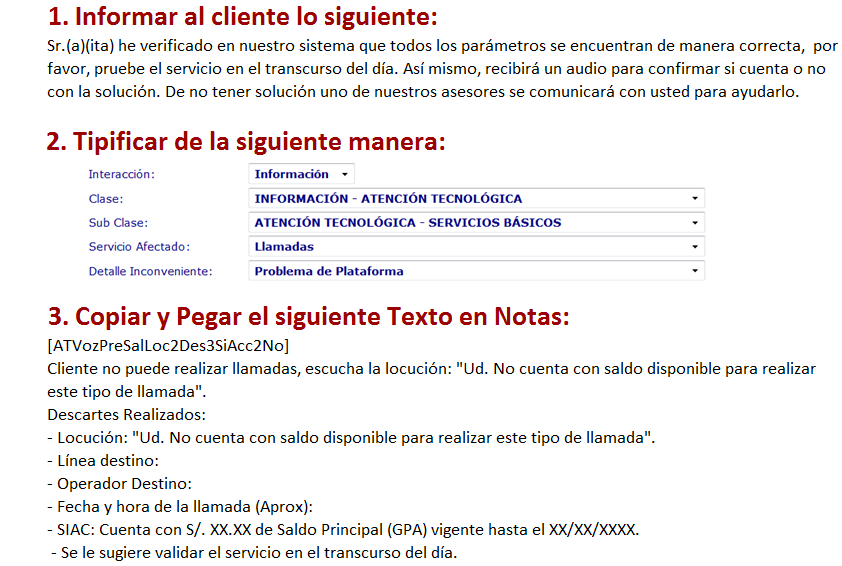 1. Informar al cliente lo siguiente:
Sr.(a)(ita) he verificado en nuestro sistema que todos los parámetros se encuentran de manera correcta, por
favor, pruebe el servicio en el transcurso del día. Así mismo, recibirá un audio para confirmar si cuenta o no
con la solución. De no tener solución uno de nuestros asesores se comunicará con usted para ayudarlo.
2. Tipificar de la siguiente manera:
Interacción: Información
Clase: INFORMACIÓN - ATENCIÓN TECNOLÓGICA
Sub Clase: ATENCIÓN TECNOLÓGICA - SERVICIOS BÁSICOS
Servicio Afectado: Llamadas
Detalle Inconveniente: Problema de Plataforma
3. Copiar y Pegar el siguiente Texto en Notas:
[ATVozPreSalLoc2Des3SiAcc2No]
Cliente no puede realizar llamadas, escucha la locución: "Ud. No cuenta con saldo disponible para realizar
este tipo de llamada".
Descartes Realizados:
- Locución: "Ud. No cuenta con saldo disponible para realizar este tipo de llamada".
- Línea destino:
- Operador Destino:
- Fecha y hora de la llamada (Aprox):
- SIAC: Cuenta con S/. XX.XX de Saldo Principal (GPA) vigente hasta el XX/XX/XXXX.
- Se le sugiere validar el servicio en el transcurso del día.